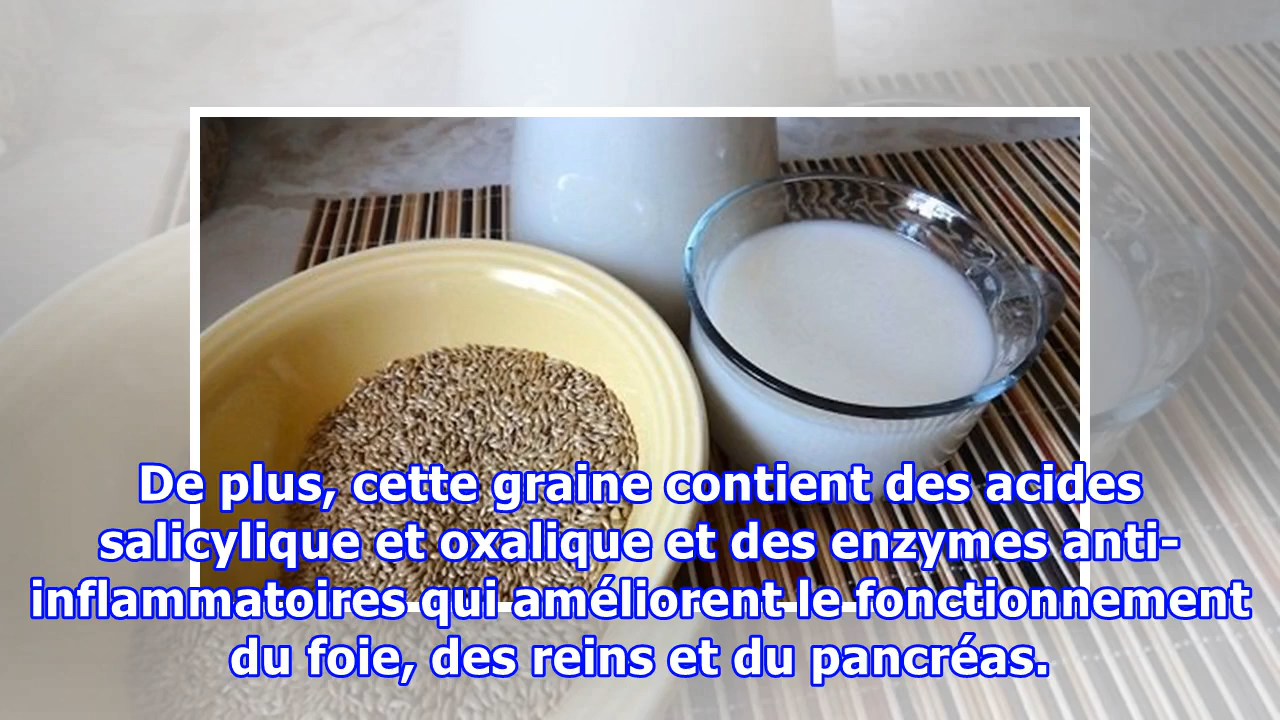 De plus, cette graine contient des acides
salicylique et oxalique et des enzymes anti-
inflammatoires qui améliorent le fonctionnement
du foie, des reins et du pancréas.